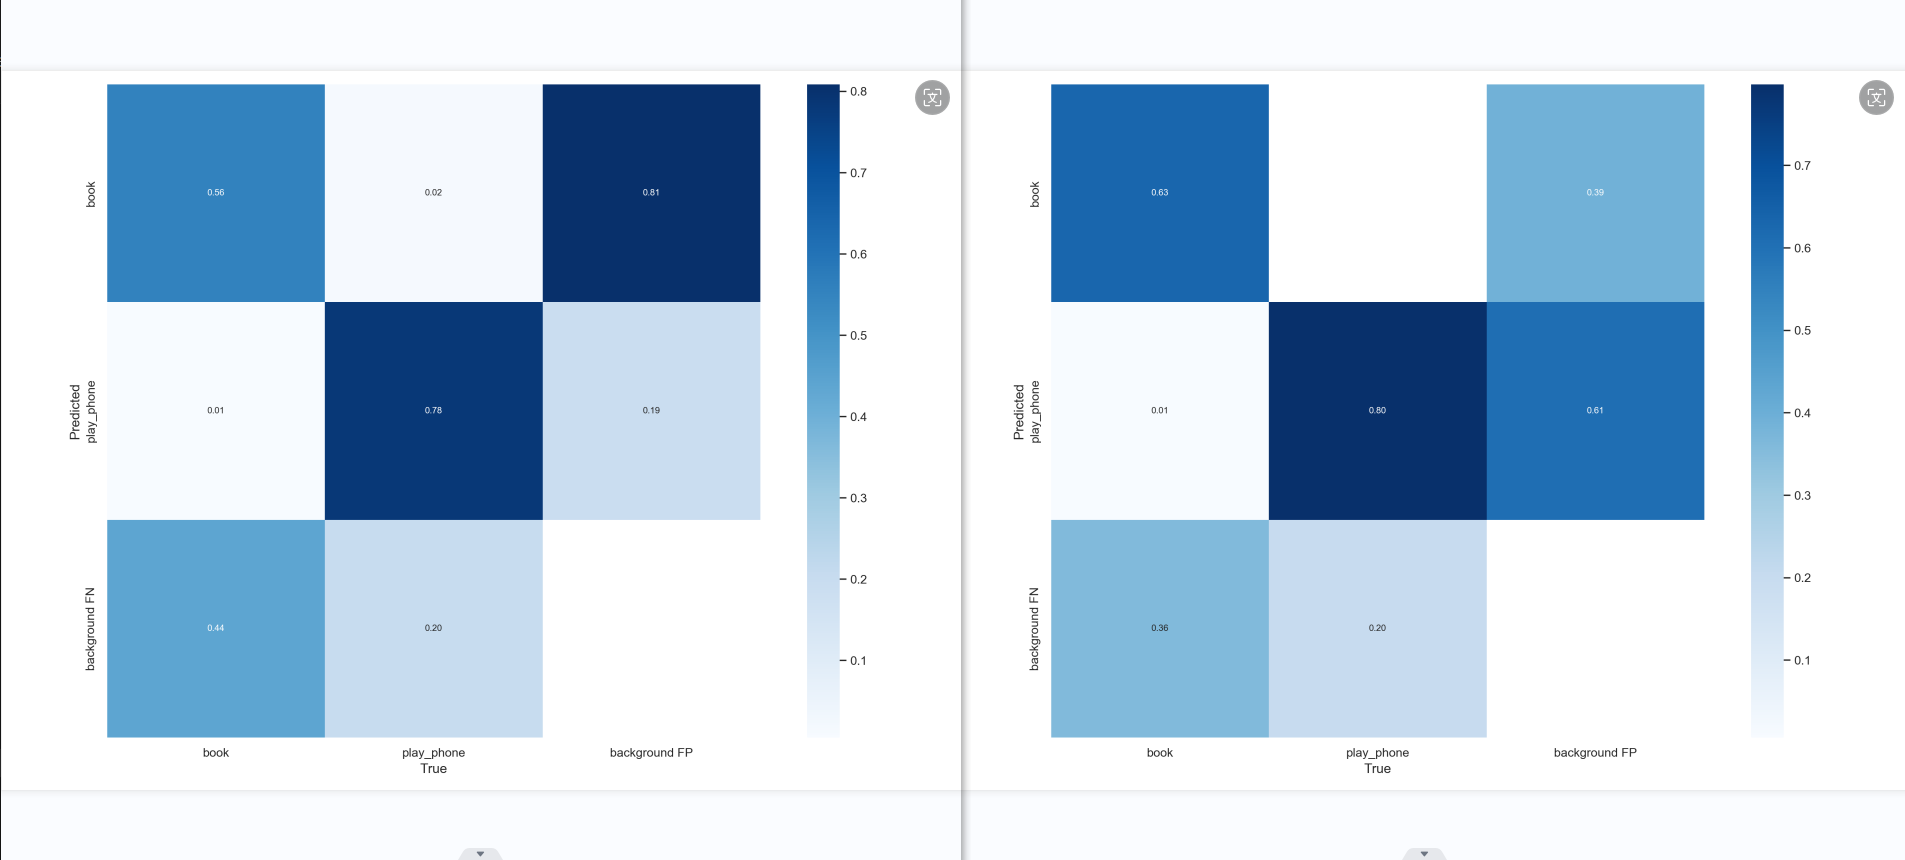 book
0.56
0.02
0.81
Predicted
play_phone
0.01
0.78
0.19
background FN
0.44
0.20
book
play_phone
background FP
True
0.8
0.7
0.6
0.5
0.4
0.3
0.2
0.1
文
book
0.63
0.39
Predicted
play_phone
0.01
0.80
0.61
background FN
0.36
0.20
book
play_phone
background FP
True
0.7
0.6
0.5
0.4
0.3
0.2
0.1
文